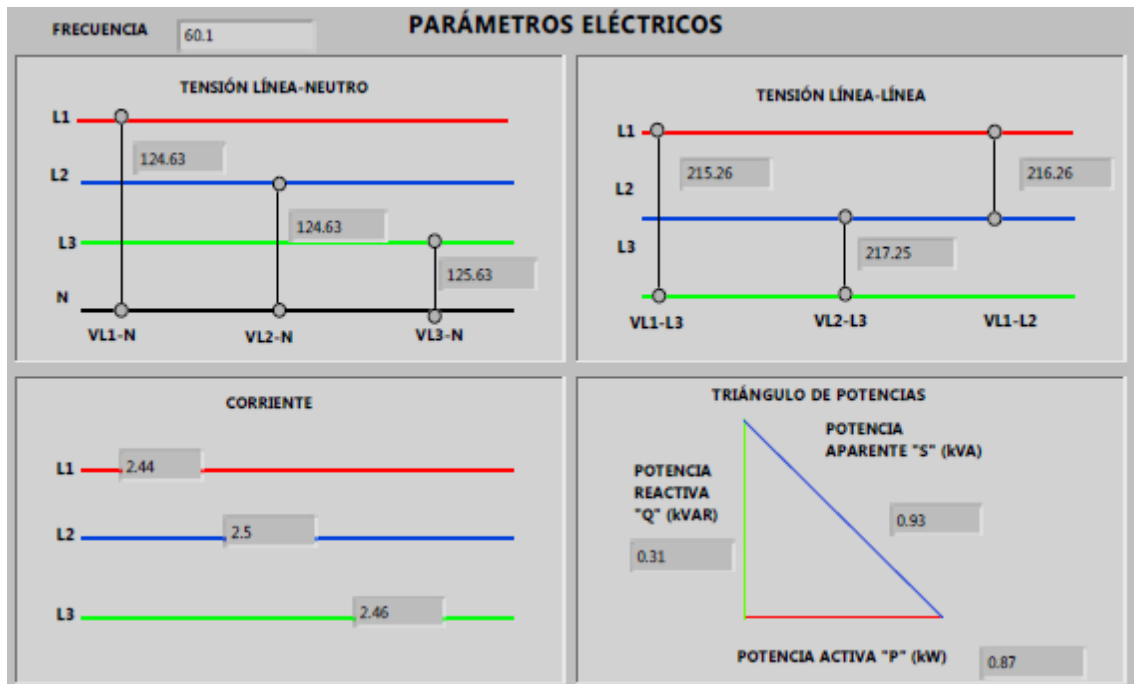 PARÁMETROS ELÉCTRICOS
FRECUENCIA 60.1
TENSIÓN LÍNEA-NEUTRO
L1
124.63
L2
124.63
L3
125.63
N
VL1-N VL2-N VL3-N
TENSIÓN LÍNEA-LÍNEA
L1
215.26 216.26
L2
L3
217.25
VL1-L3 VL2-L3 VL1-L2
CORRIENTE
L1 2.44
L2 2.5
L3 2.46
TRIÁNGULO DE POTENCIAS
POTENCIA
APARENTE "S" (kVA)
POTENCIA
REACTIVA
"Q" (kVAR)
0.93
0.31
POTENCIA ACTIVA "P" (kW) 0.87